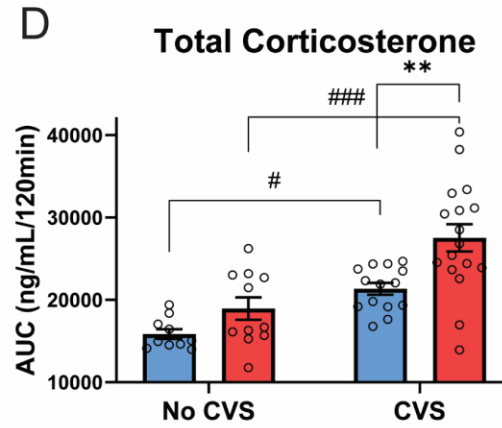 D
Total Corticosterone
**
###
#
AUC (ng/mL/120min)
40000
30000
20000
10000
No CVS
CVS